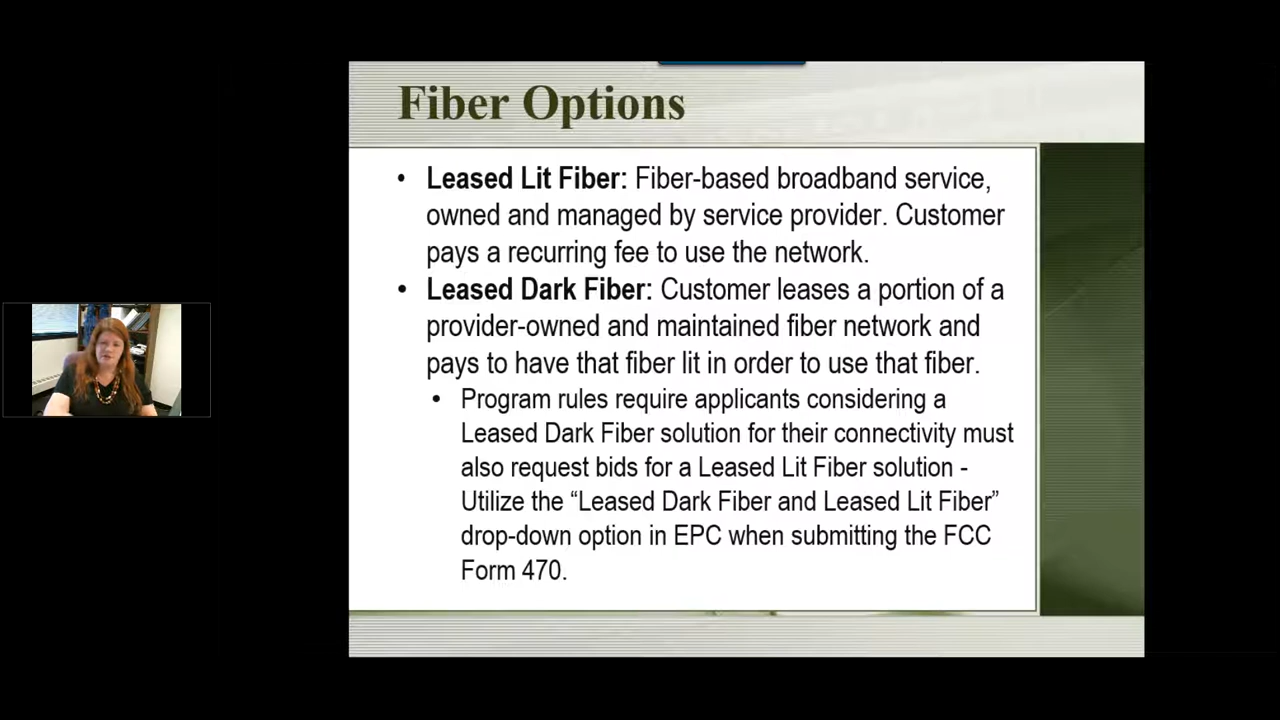 Fiber Options
• Leased Lit Fiber: Fiber-based broadband service,
owned and managed by service provider. Customer
pays a recurring fee to use the network.
• Leased Dark Fiber: Customer leases a portion of a
provider-owned and maintained fiber network and
pays to have that fiber lit in order to use that fiber.
• Program rules require applicants considering a
Leased Dark Fiber solution for their connectivity must
also request bids for a Leased Lit Fiber solution -
Utilize the “Leased Dark Fiber and Leased Lit Fiber”
drop-down option in EPC when submitting the FCC
Form 470.